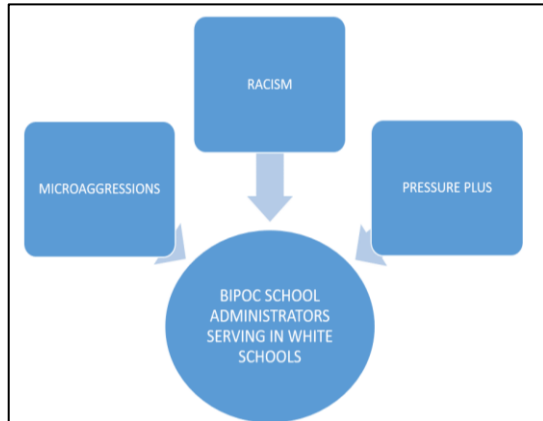 RACISM
MICROAGGRESSIONS
PRESSURE PLUS
BIPOC SCHOOL
ADMINISTRATORS
SERVING IN WHITE
SCHOOLS